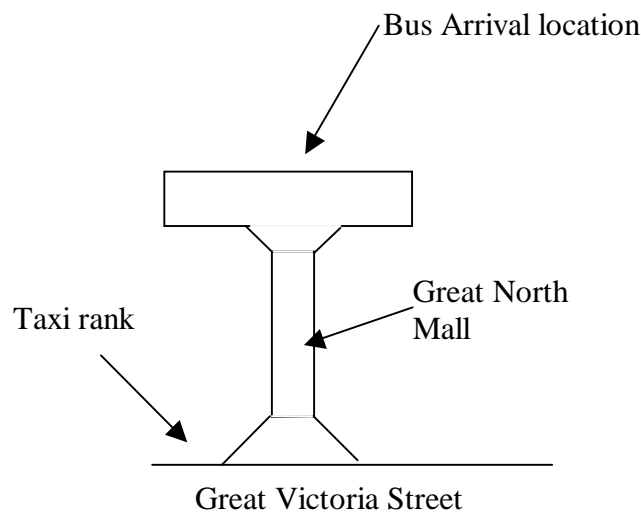 Bus Arrival location
Great North
Mall
Taxi rank
Great Victoria Street